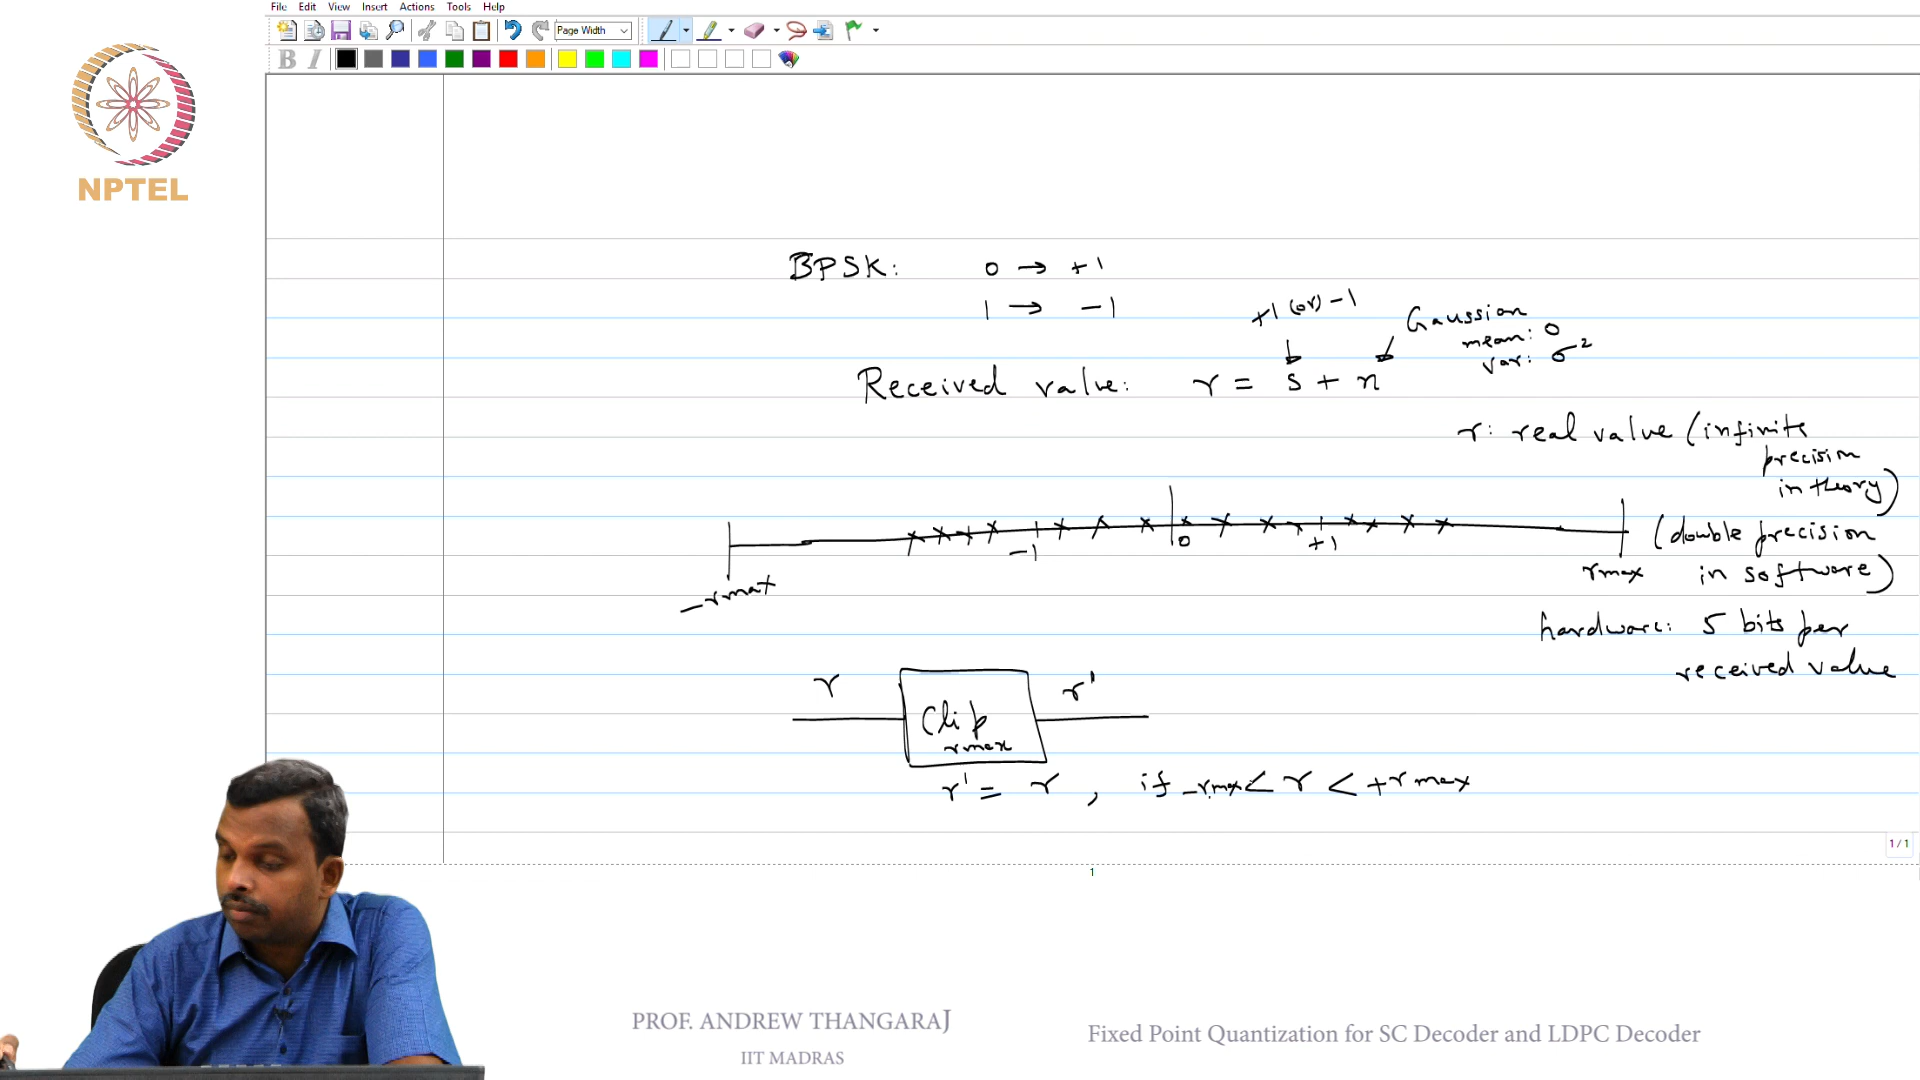 File Edit View Insert Actions Tools Help
Page Width
B I
NPTEL
BPSK: 0 → +1
1 → -1
+1 (or) -1
Gaussian
mean: 0
var: σ²
Received value: r = s + n
r: real value (infinite
precision
in theory)
-1 0 +1
(double precision
in software)
-rmax
rmax
hardware: 5 bits per
received value
r
Clip
rmax
r'
r' = r , if -rmax < r < +rmax
1 / 1
1
PROF. ANDREW THANGARAJ
IIT MADRAS
Fixed Point Quantization for SC Decoder and LDPC Decoder